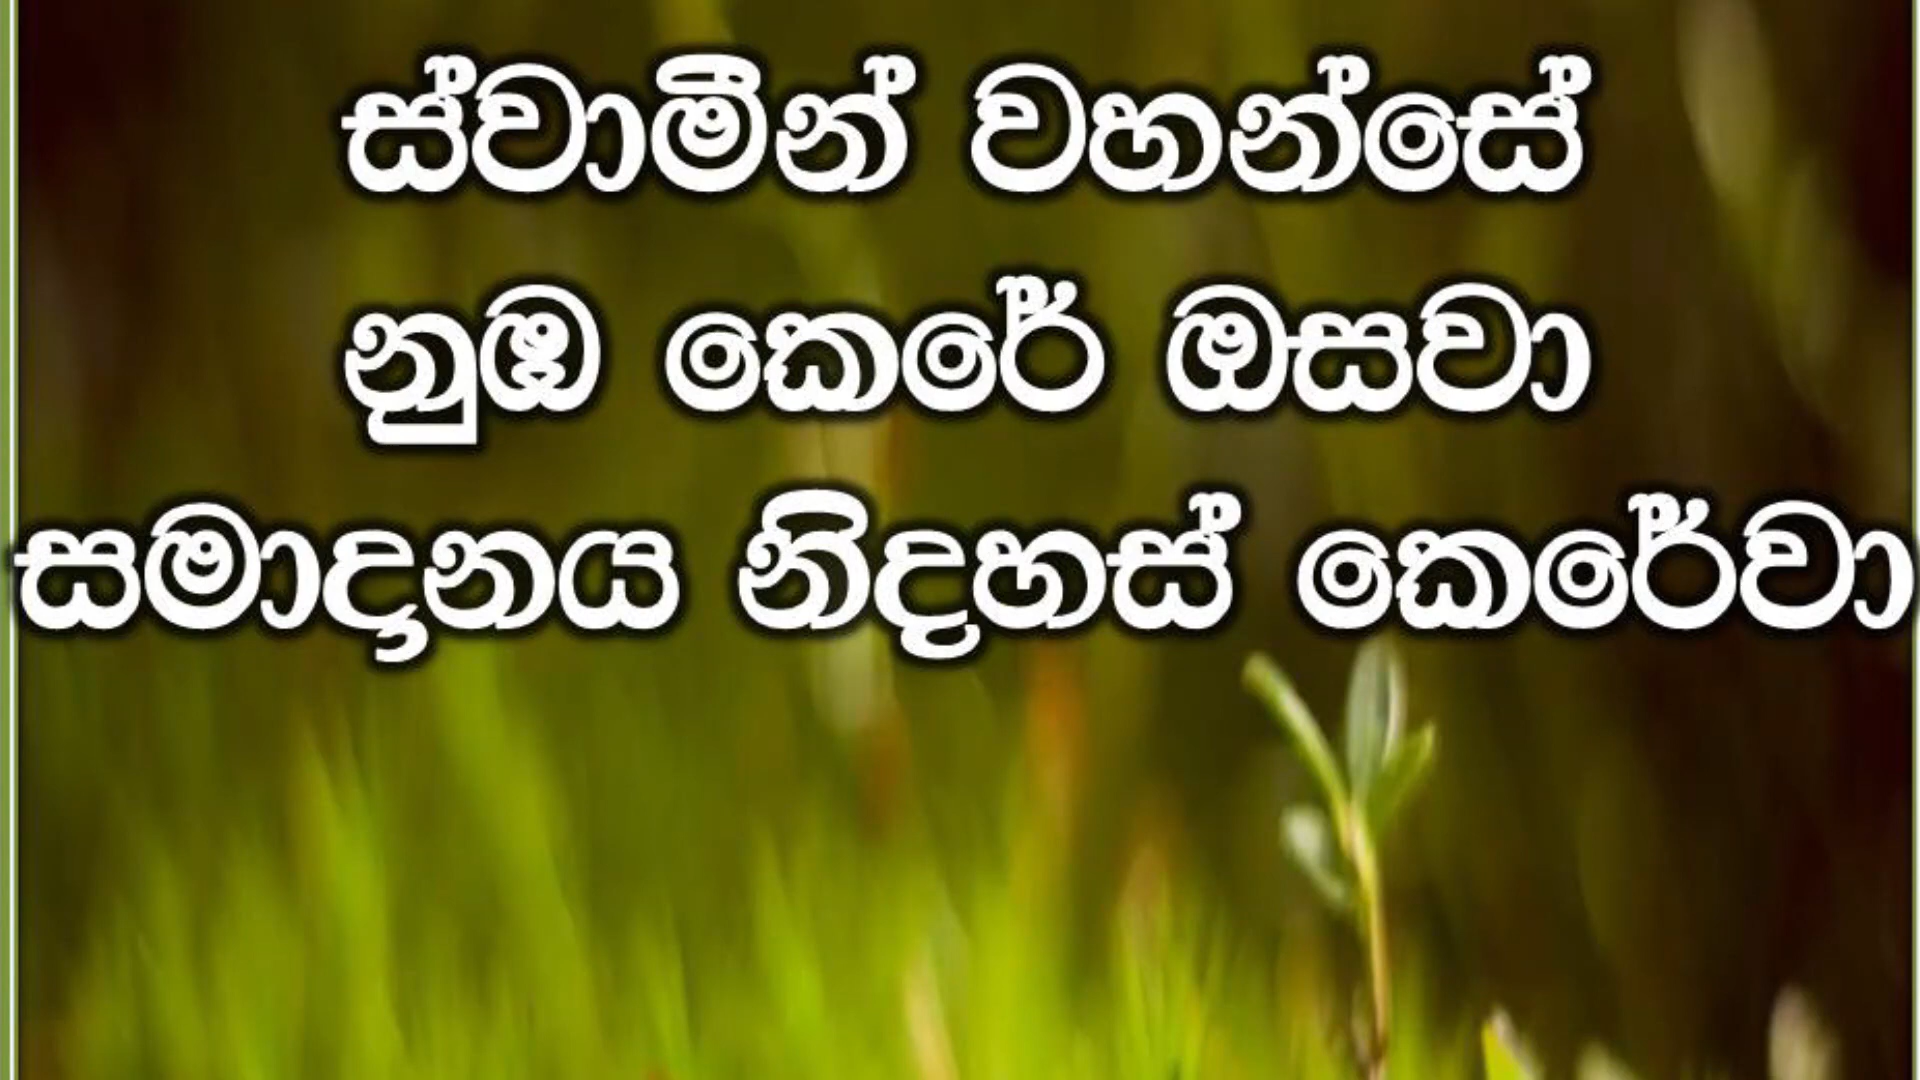 ස්වාමීන් වහන්සේ
නුඹ කෙරේ ඔසවා
සමාදානය නිදහස් කෙරේවා